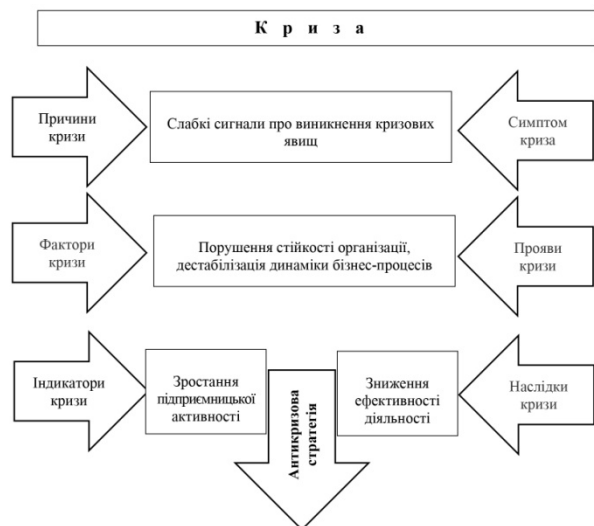 К р и з а
Причини
кризи
Слабкі сигнали про виникнення кризових
явищ
Симптом
криза
Фактори
кризи
Порушення стійкості організації,
дестабілізація динаміки бізнес-процесів
Прояви
кризи
Індикатори
кризи
Зростання
підприємницької
активності
Антикризова
стратегія
Зниження
ефективності
діяльності
Наслідки
кризи